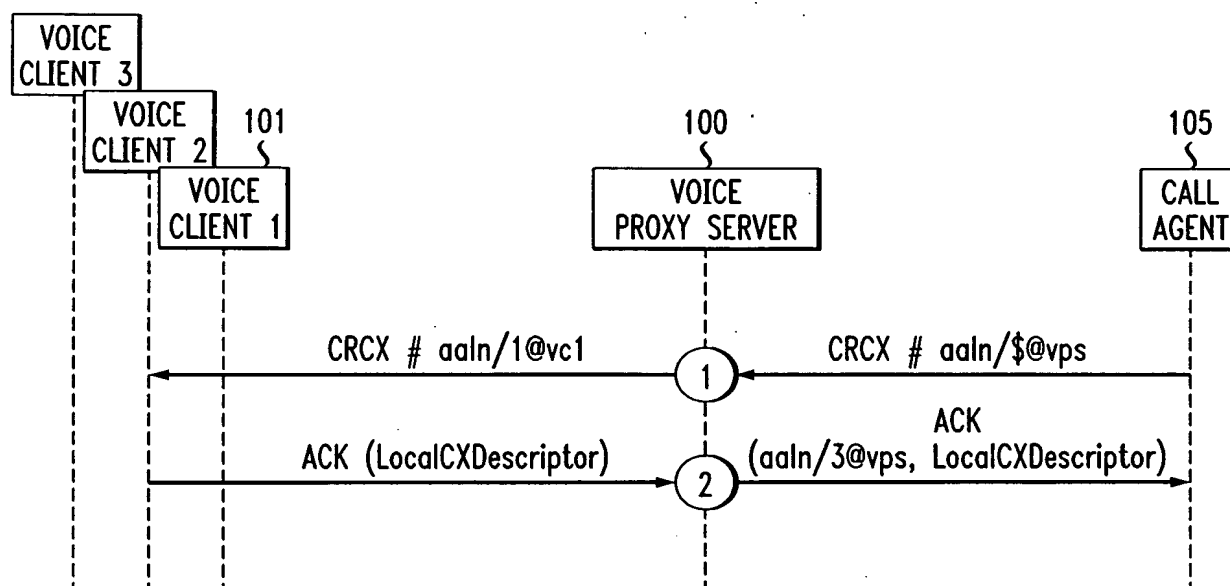 VOICE
CLIENT 3
VOICE
CLIENT 2
101
VOICE
CLIENT 1
100
VOICE
PROXY SERVER
105
CALL
AGENT
CRCX # aaln/1@vc1
1
CRCX # aaln/$@vps
ACK (LocalCXDescriptor)
2
ACK
(aaln/3@vps, LocalCXDescriptor)